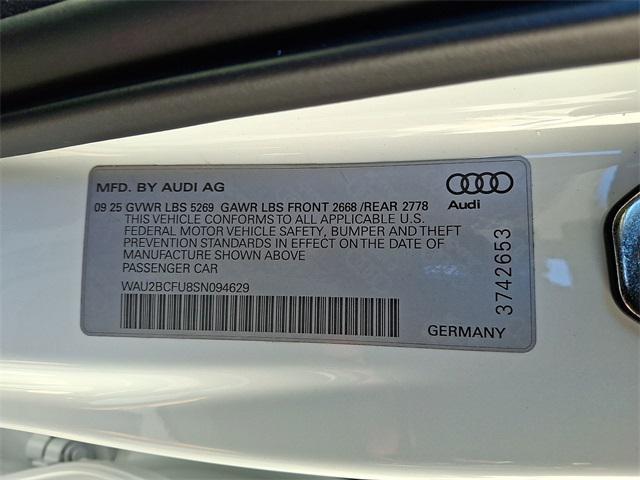 MFD. BY AUDI AG
Audi
09 25 GVWR LBS 5269 GAWR LBS FRONT 2668 /REAR 2778
THIS VEHICLE CONFORMS TO ALL APPLICABLE U.S.
FEDERAL MOTOR VEHICLE SAFETY, BUMPER AND THEFT
PREVENTION STANDARDS IN EFFECT ON THE DATE OF
MANUFACTURE SHOWN ABOVE
PASSENGER CAR
WAU2BCFU8SN094629
3742653
GERMANY